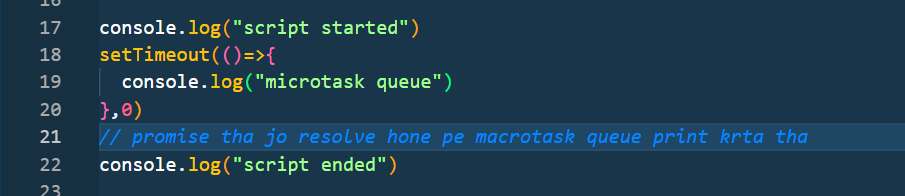 16
17 console.log("script started")
18 setTimeout(()=>{
19 console.log("microtask queue")
20 },0)
21 // promise tha jo resolve hone pe macrotask queue print krta tha
22 console.log("script ended")
23